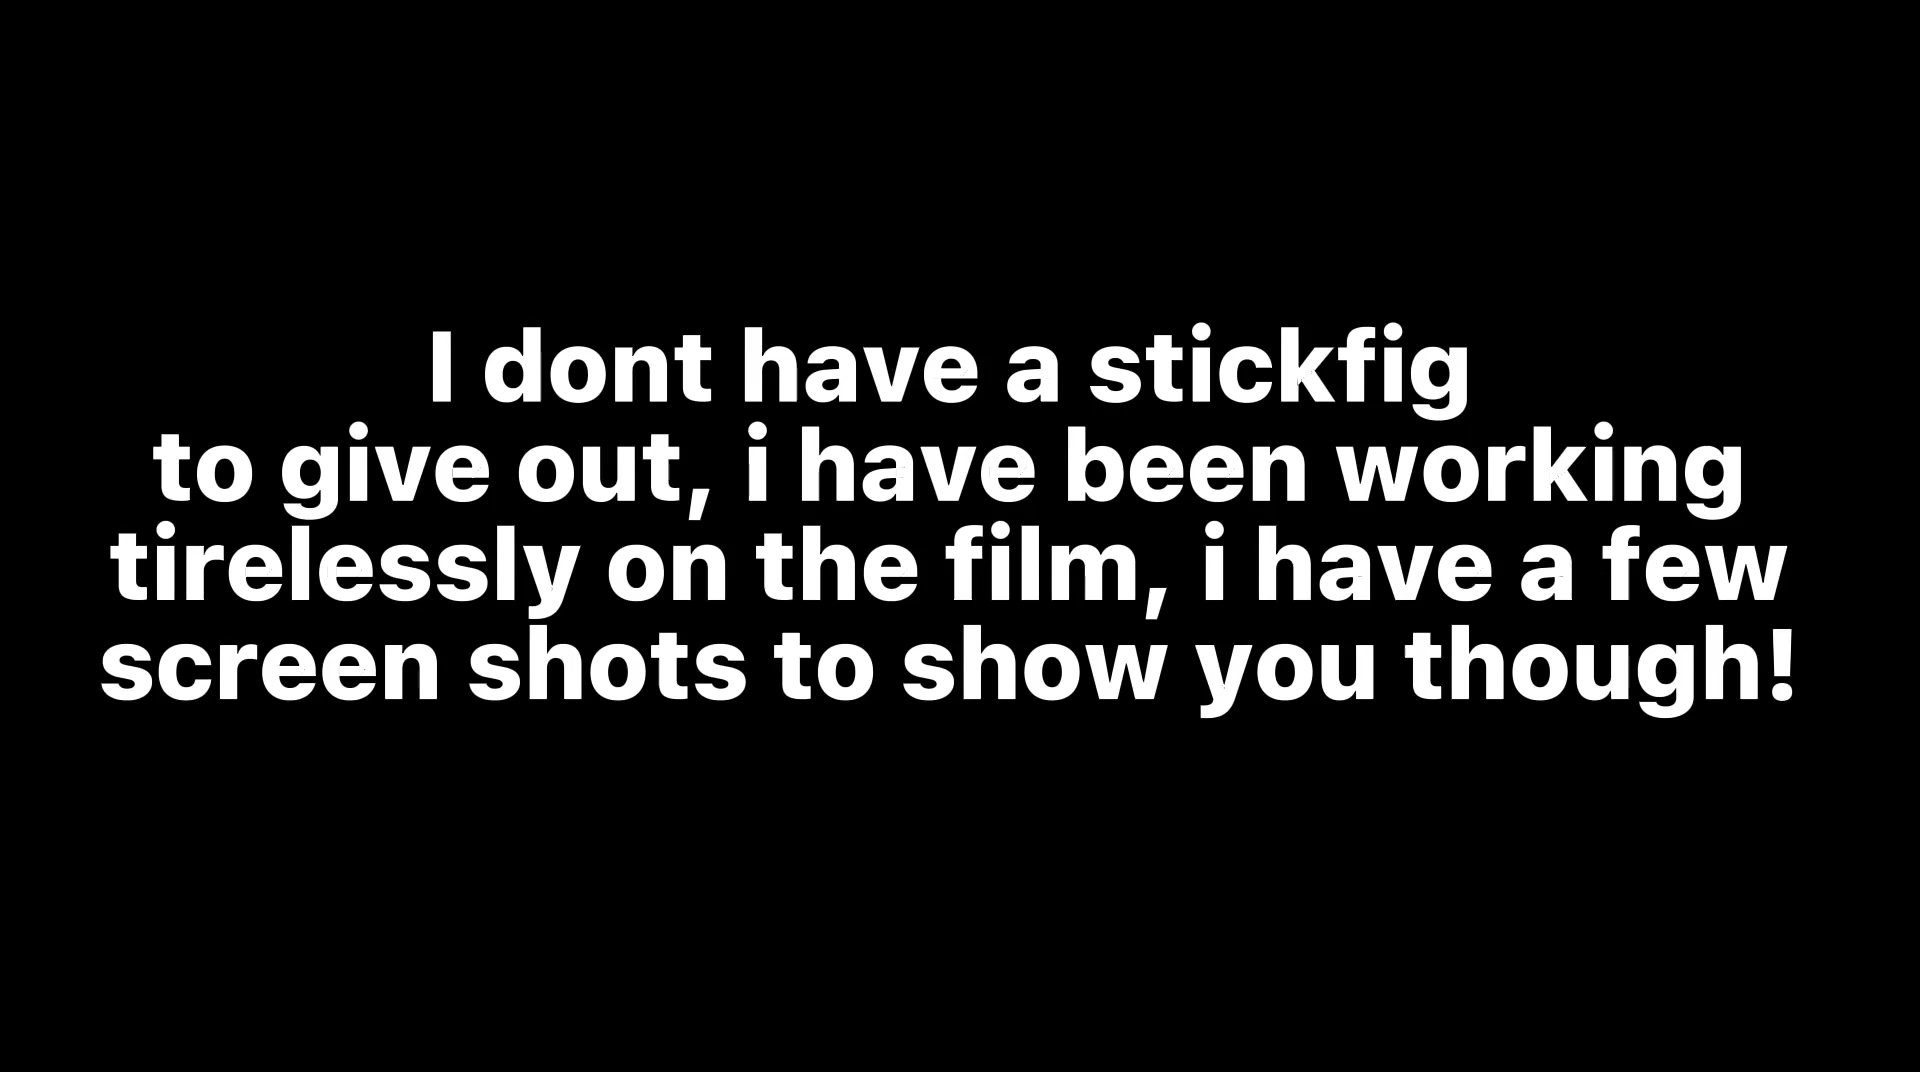 I dont have a stickfig
to give out, i have been working
tirelessly on the film, i have a few
screen shots to show you though!